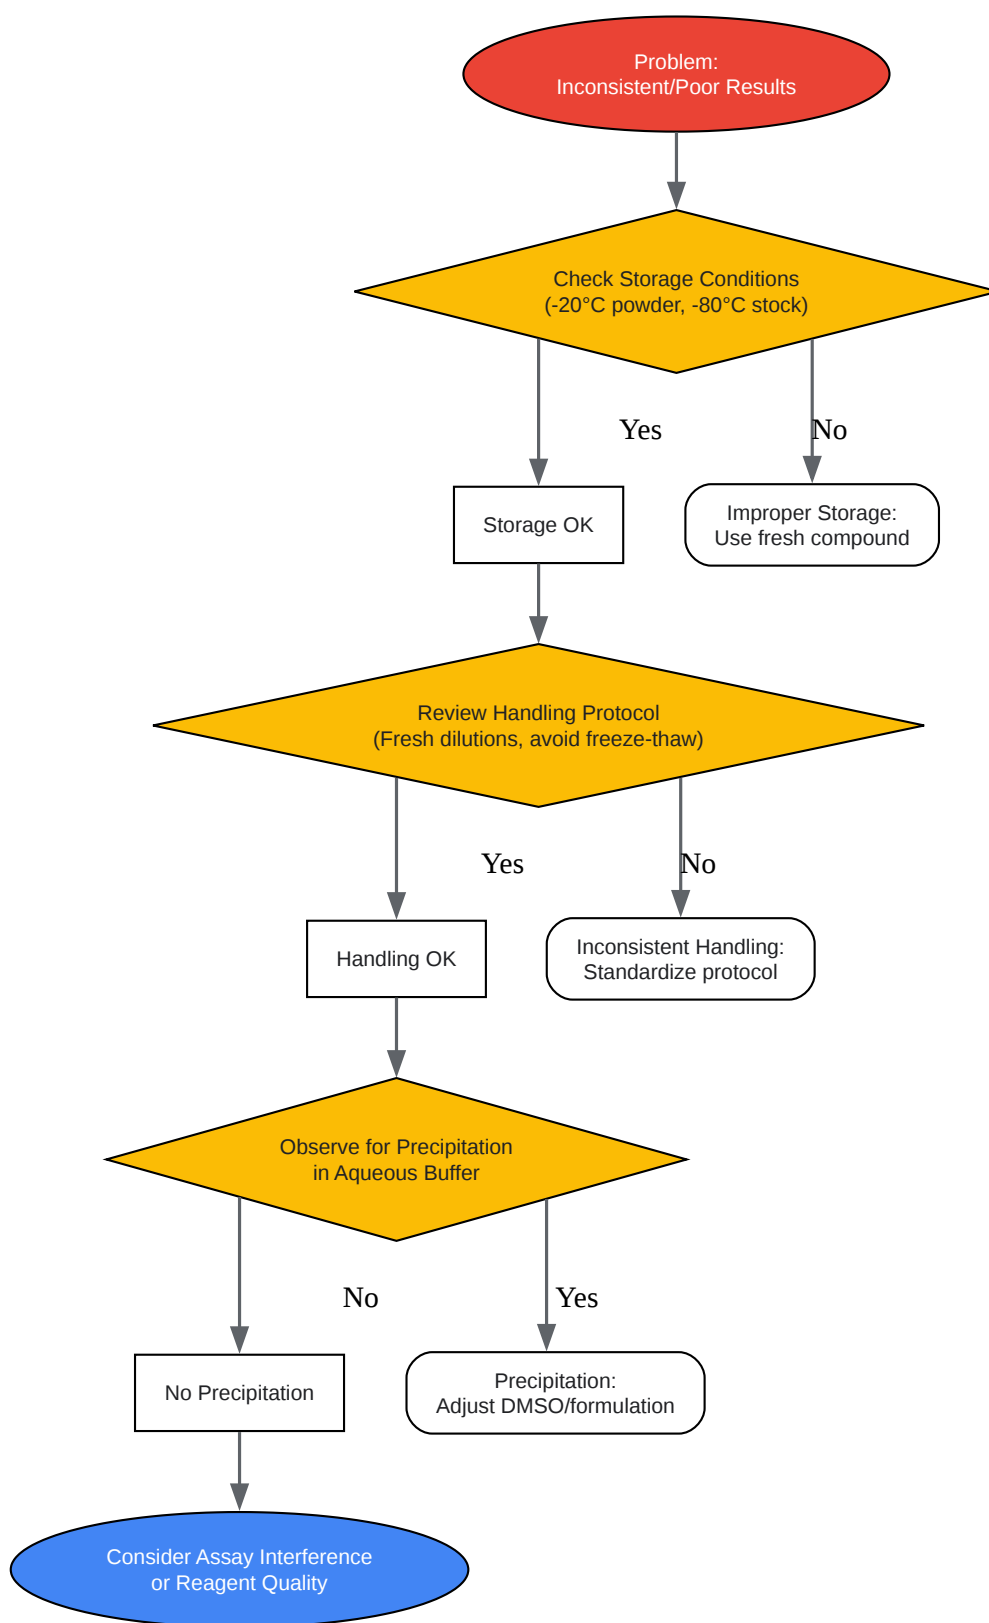 Problem:
Inconsistent/Poor Results
Check Storage Conditions
(-20°C powder, -80°C stock)
Yes
No
Storage OK
Improper Storage:
Use fresh compound
Review Handling Protocol
(Fresh dilutions, avoid freeze-thaw)
Yes
No
Handling OK
Inconsistent Handling:
Standardize protocol
Observe for Precipitation
in Aqueous Buffer
No
Yes
No Precipitation
Precipitation:
Adjust DMSO/formulation
Consider Assay Interference
or Reagent Quality